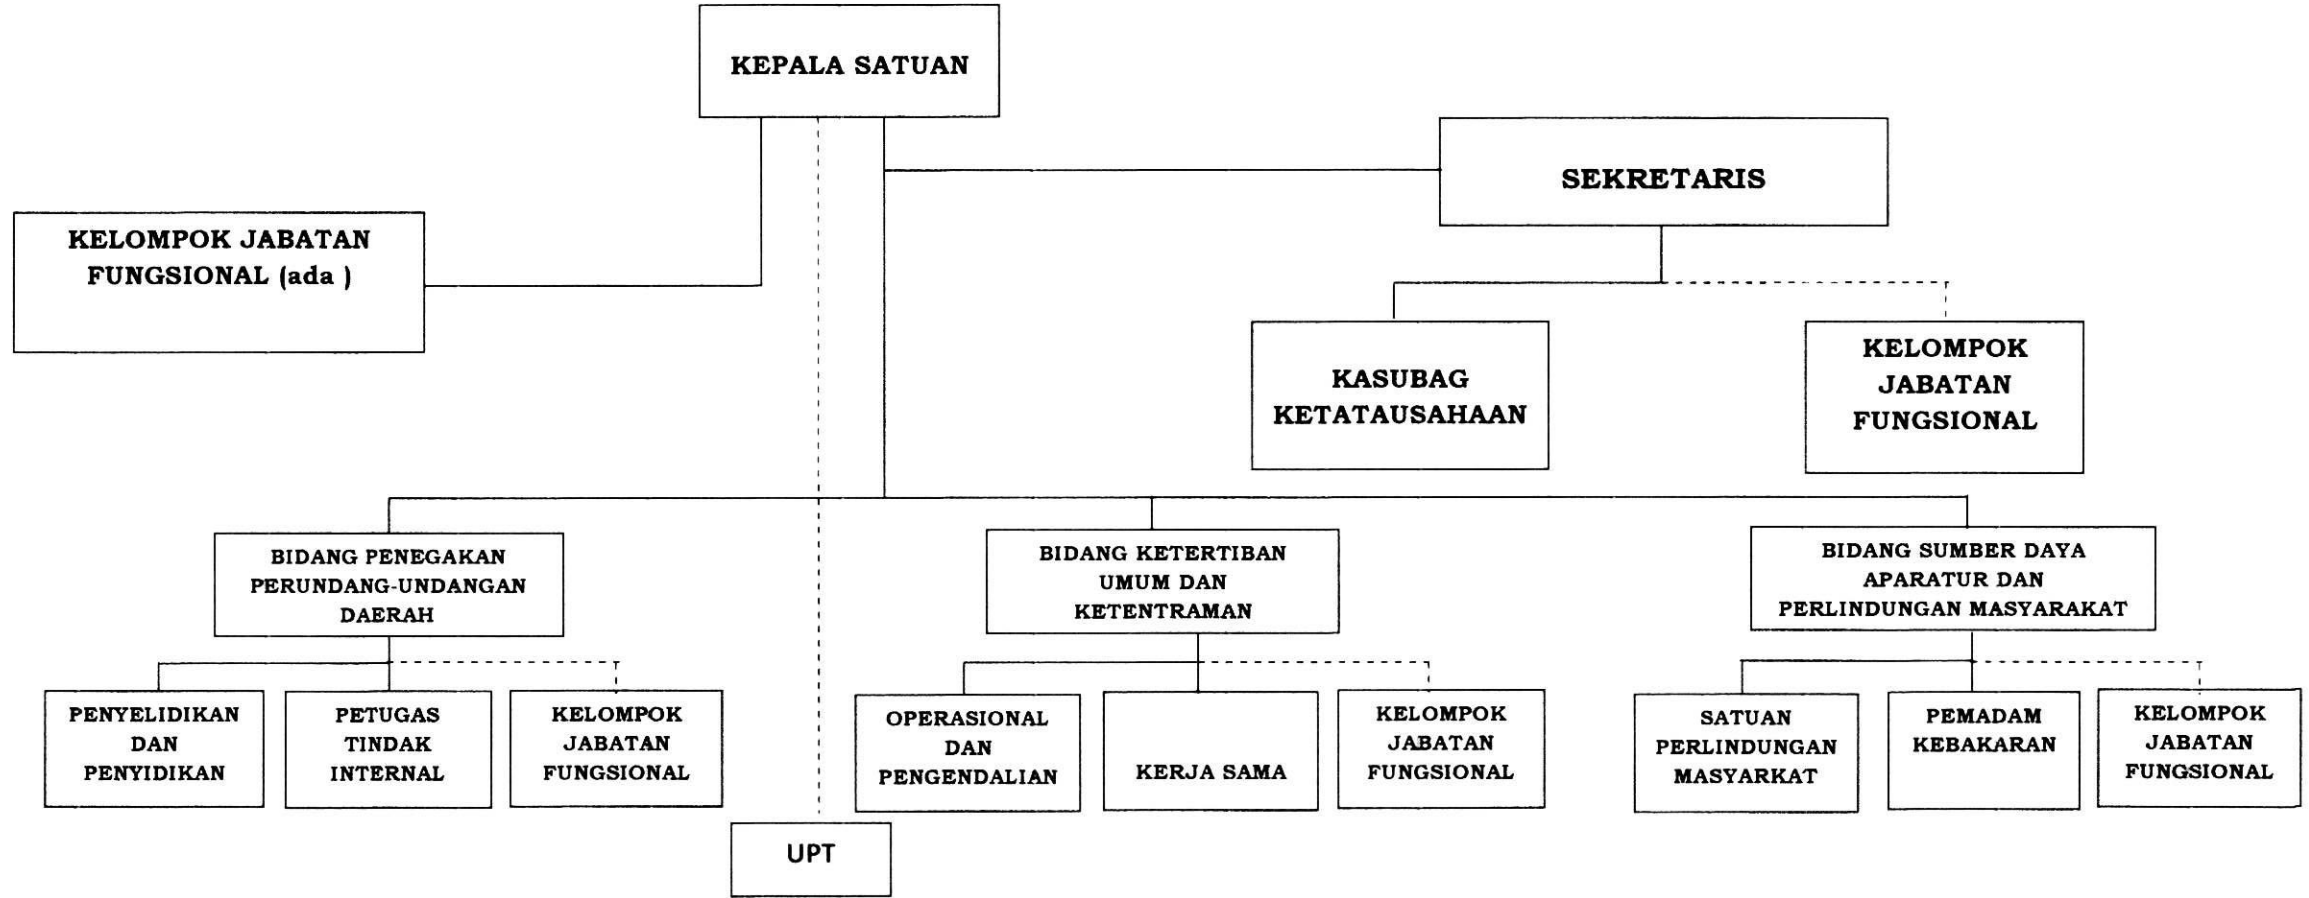 KEPALA SATUAN
SEKRETARIS
KELOMPOK JABATAN
FUNGSIONAL (ada )
KASUBAG
KETATAUSAHAAN
KELOMPOK
JABATAN
FUNGSIONAL
BIDANG PENEGAKAN
PERUNDANG-UNDANGAN
DAERAH
BIDANG KETERTIBAN
UMUM DAN
KETENTRAMAN
BIDANG SUMBER DAYA
APARATUR DAN
PERLINDUNGAN MASYARAKAT
PENYELIDIKAN
DAN
PENYIDIKAN
PETUGAS
TINDAK
INTERNAL
KELOMPOK
JABATAN
FUNGSIONAL
OPERASIONAL
DAN
PENGENDALIAN
KERJA SAMA
KELOMPOK
JABATAN
FUNGSIONAL
SATUAN
PERLINDUNGAN
MASYARKAT
PEMADAM
KEBAKARAN
KELOMPOK
JABATAN
FUNGSIONAL
UPT